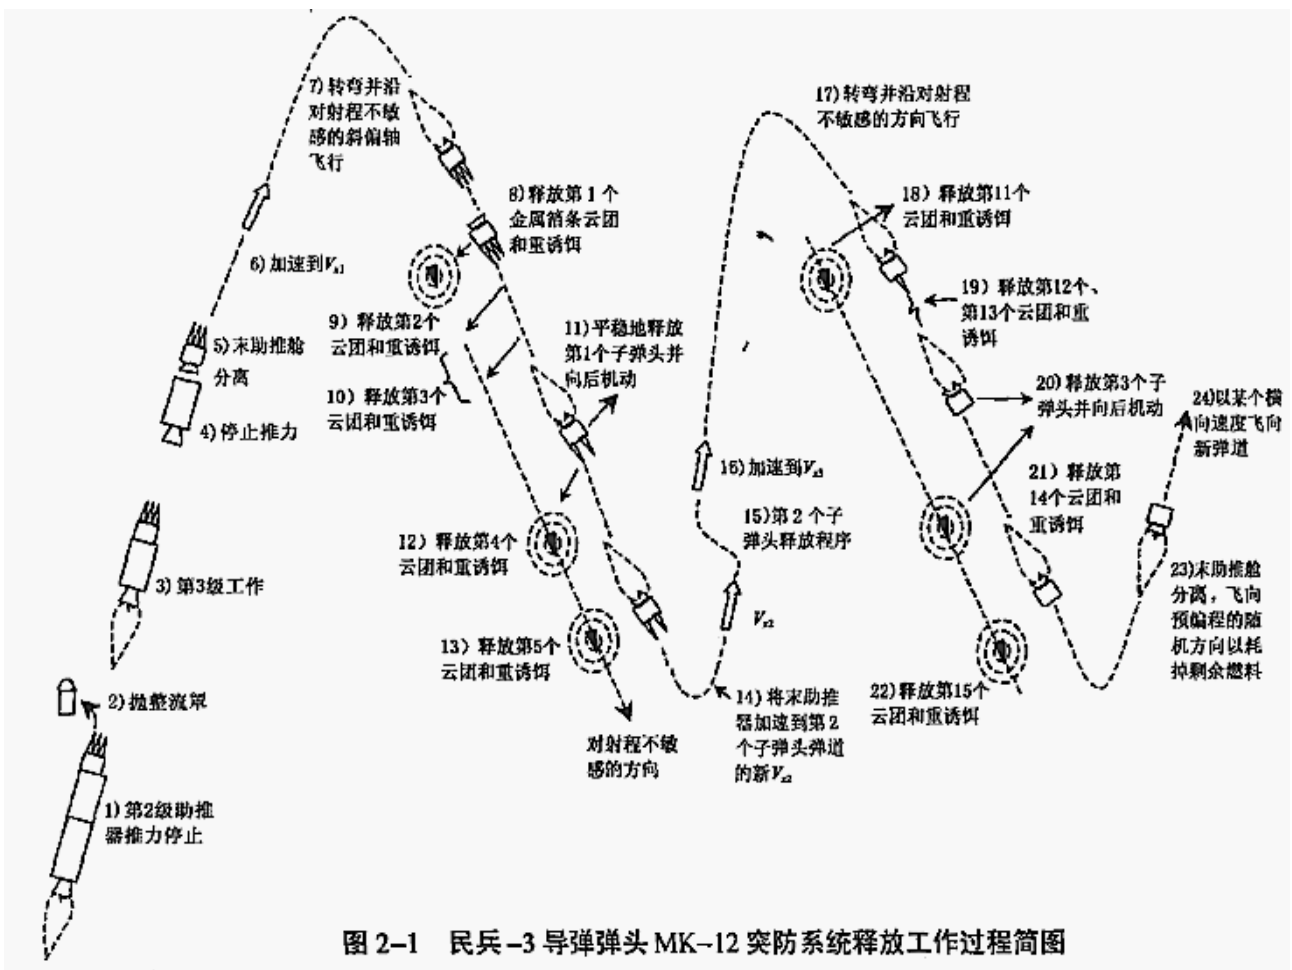 1) 第2级助推
器推力停止
2) 抛整流罩
3) 第3级工作
4) 停止推力
5) 末助推舱
分离
6) 加速到Vs1
7) 转弯并沿
对射程不敏
感的斜偏轴
飞行
8) 释放第1个
金属箔条云团
和重诱饵
9) 释放第2个
云团和重诱饵
10) 释放第3个
云团和重诱饵
11) 平稳地释放
第1个子弹头并
向后机动
12) 释放第4个
云团和重诱饵
13) 释放第5个
云团和重诱饵
对射程不敏
感的方向
14) 将末助推
器加速到第2
个子弹头弹道
的新Vs2
Vs2
15) 第2个子
弹头释放程序
16) 加速到Vs3
17) 转弯并沿对射程
不敏感的方向飞行
18) 释放第11个
云团和重诱饵
19) 释放第12个、
第13个云团和重
诱饵
20) 释放第3个子
弹头并向后机动
21) 释放第
14个云团和
重诱饵
22) 释放第15个
云团和重诱饵
23) 末助推舱
分离，飞向
预编程的随
机方向以耗
掉剩余燃料
24) 以某个横
向速度飞向
新弹道
图2-1 民兵-3导弹弹头MK-12突防系统释放工作过程简图